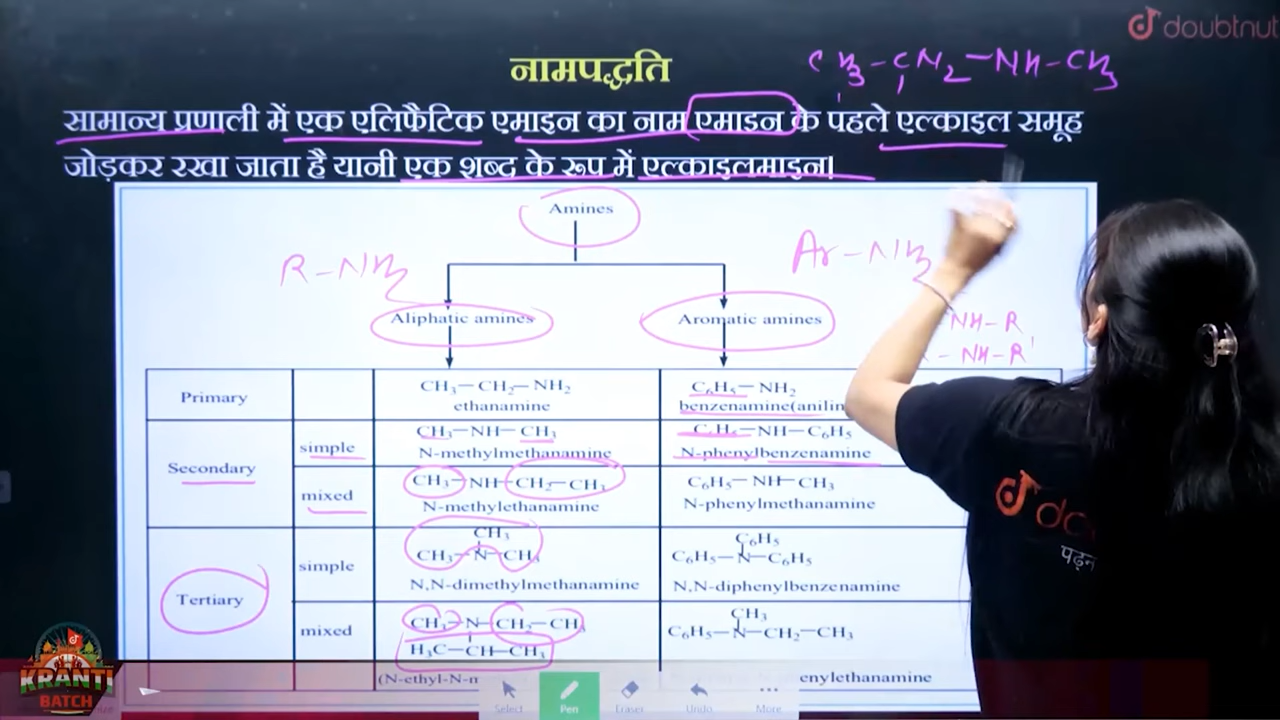 doubtnut
नामपद्धति
CH3-CH2-NH-CH3
सामान्य प्रणाली में एक एलिफैटिक एमाइन का नाम एमाइन के पहले एल्काइल समूह
जोड़कर रखा जाता है यानी एक शब्द के रूप में एल्काइलमाइन।
Amines
R-NH2 Ar-NH2
Aliphatic amines Aromatic amines
NH-R
NH-R'
Primary CH3-CH2-NH2 C6H5-NH2
ethanamine benzenamine(anilin
simple CH3-NH-CH3 C6H5-NH-C6H5
N-methylmethanamine N-phenylbenzenamine
Secondary
mixed CH3-NH-CH2-CH3 C6H5-NH-CH3
N-methylethanamine N-phenylmethanamine
CH3 C6H5
simple CH3-N-CH3 C6H5-N-C6H5
N,N-dimethylmethanamine N,N-diphenylbenzenamine
Tertiary
CH3
mixed CH3-N-CH2-CH3 C6H5-N-CH2-CH3
H3C-CH-CH3
(N-ethyl-N-m enylethanamine
KRANTI
BATCH
Select Pen Eraser Undo More